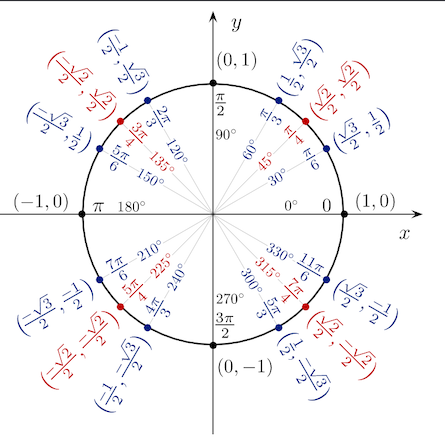 y
(0, 1)
(-1/2, √3/2)
(1/2, √3/2)
(-√2/2, √2/2)
(√2/2, √2/2)
(-√3/2, 1/2)
(√3/2, 1/2)
π/2
90°
2π/3
120°
60°
π/3
3π/4
135°
45°
π/4
5π/6
150°
30°
π/6
(-1, 0)
π
180°
0°
0
(1, 0)
x
7π/6
210°
330°
11π/6
5π/4
225°
315°
7π/4
4π/3
240°
300°
5π/3
270°
3π/2
(-√3/2, -1/2)
(√3/2, -1/2)
(-√2/2, -√2/2)
(√2/2, -√2/2)
(-1/2, -√3/2)
(1/2, -√3/2)
(0, -1)